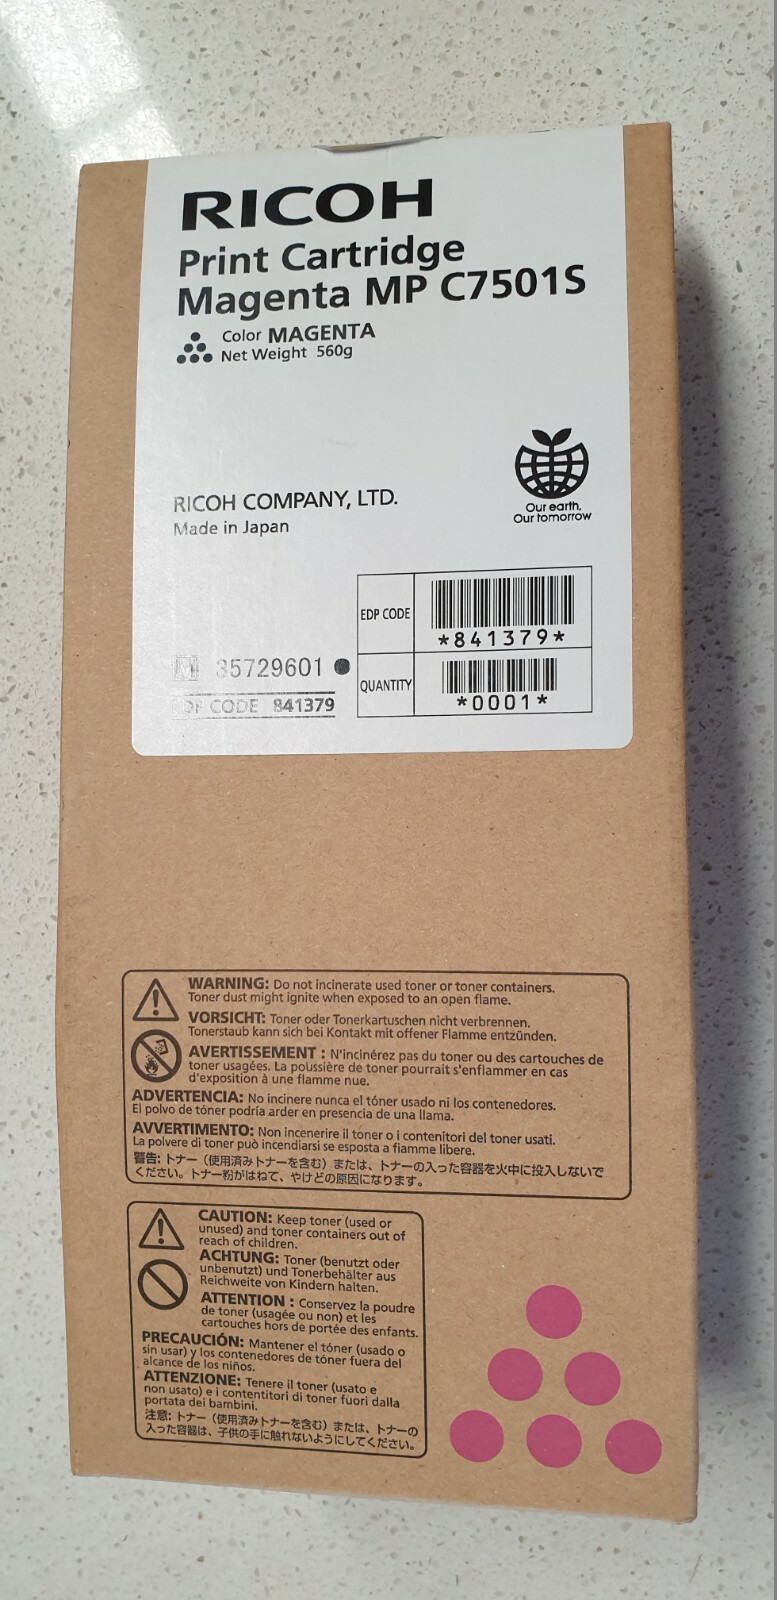 RICOH
Print Cartridge
Magenta MP C7501S
Color MAGENTA
Net Weight 560g
Our earth,
Our tomorrow
RICOH COMPANY, LTD.
Made in Japan
EDP CODE
*841379*
M 35729601 ●
QUANTITY
*0001*
EDP CODE 841379
WARNING: Do not incinerate used toner or toner containers.
Toner dust might ignite when exposed to an open flame.
VORSICHT: Toner oder Tonerkartuschen nicht verbrennen.
Tonerstaub kann sich bei Kontakt mit offener Flamme entzünden.
AVERTISSEMENT : N'incinérez pas du toner ou des cartouches de
toner usagées. La poussière de toner pourrait s'enflammer en cas
d'exposition à une flamme nue.
ADVERTENCIA: No incinere nunca el tóner usado ni los contenedores.
El polvo de tóner podría arder en presencia de una llama.
AVVERTIMENTO: Non incenerire il toner o i contenitori del toner usati.
La polvere di toner può incendiarsi se esposta a fiamme libere.
警告: トナー（使用済みトナーを含む）または、トナーの入った容器を火中に投入しないで
ください。トナー粉がはねて、やけどの原因になります。
CAUTION: Keep toner (used or
unused) and toner containers out of
reach of children.
ACHTUNG: Toner (benutzt oder
unbenutzt) und Tonerbehälter aus
Reichweite von Kindern halten.
ATTENTION : Conservez la poudre
de toner (usagée ou non) et les
cartouches hors de portée des enfants.
PRECAUCIÓN: Mantener el tóner (usado o
sin usar) y los contenedores de tóner fuera del
alcance de los niños.
ATTENZIONE: Tenere il toner (usato e
non usato) e i contentitori di toner fuori dalla
portata dei bambini.
注意: トナー（使用済みトナーを含む）または、トナーの
入った容器は、子供の手に触れないようにしてください。